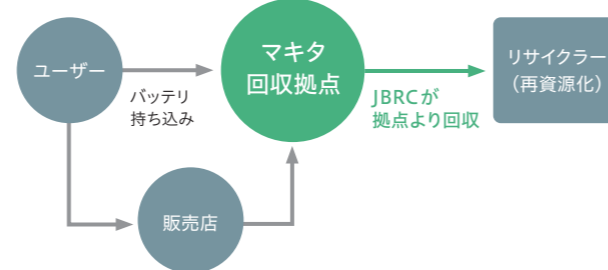 ユーザー
バッテリ
持ち込み
マキタ
回収拠点
JBRCが
拠点より回収
リサイクラー
（再資源化）
販売店